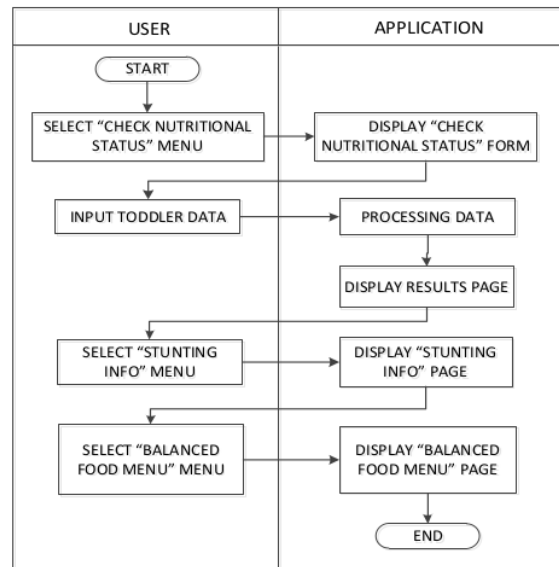 USER
APPLICATION
START
SELECT “CHECK NUTRITIONAL
STATUS” MENU
DISPLAY “CHECK
NUTRITIONAL STATUS” FORM
INPUT TODDLER DATA
PROCESSING DATA
DISPLAY RESULTS PAGE
SELECT “STUNTING
INFO” MENU
DISPLAY “STUNTING
INFO” PAGE
SELECT “BALANCED
FOOD MENU” MENU
DISPLAY “BALANCED
FOOD MENU” PAGE
END